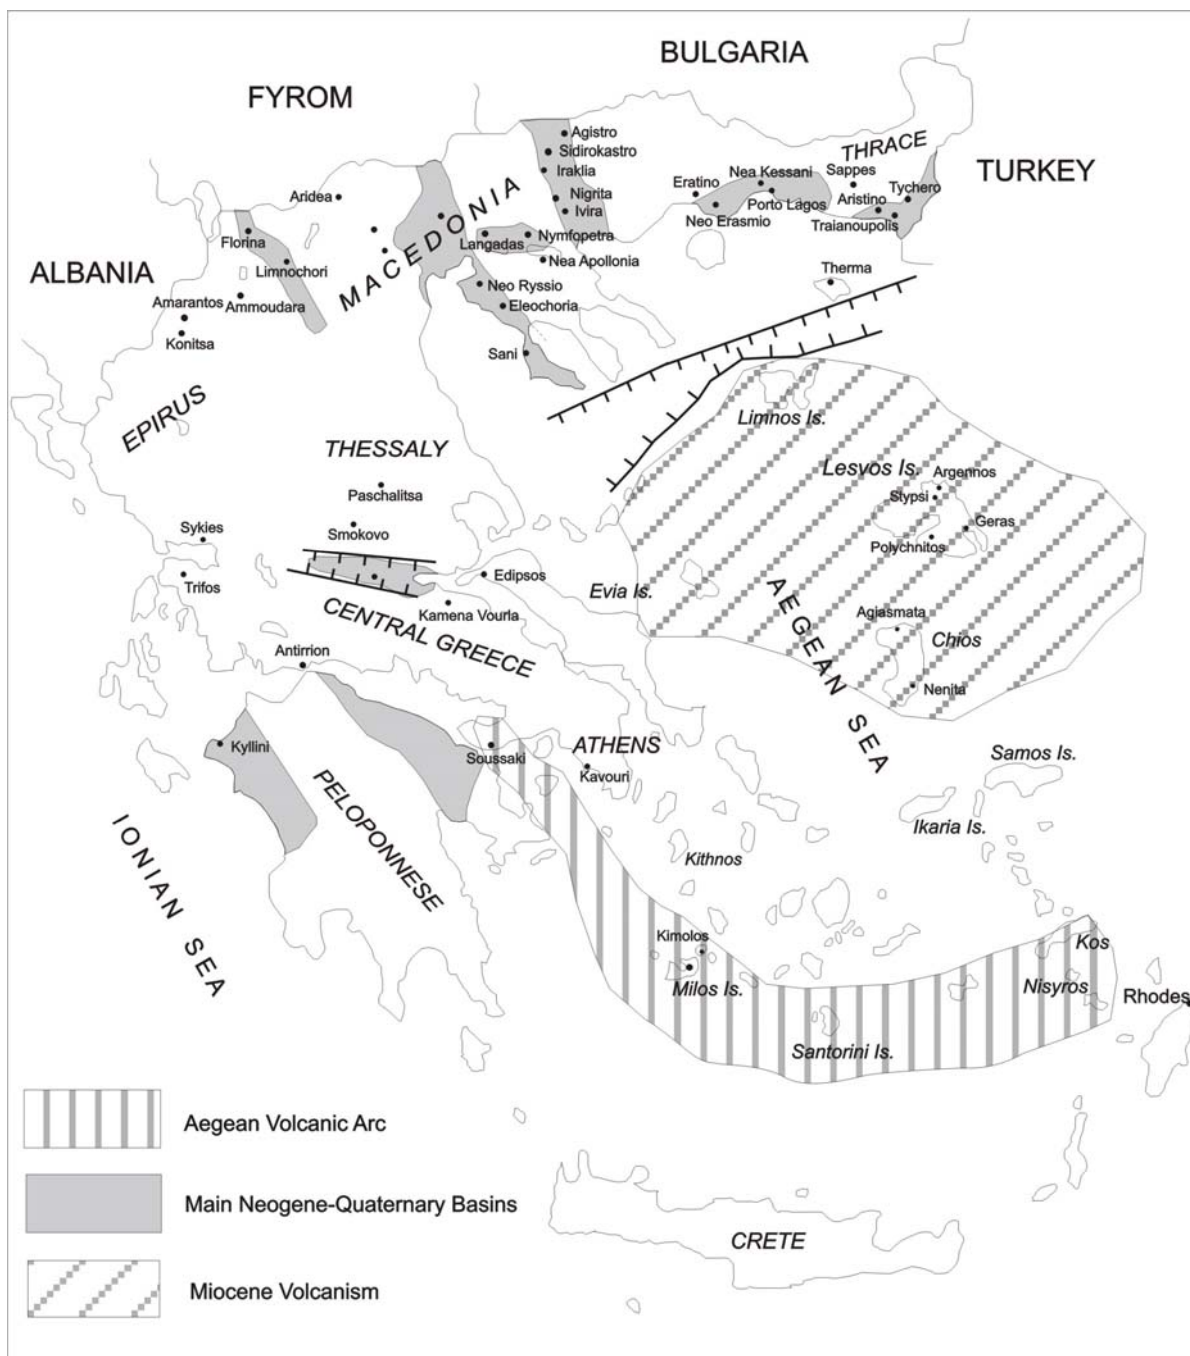 BULGARIA
FYROM
Agistro
Sidirokastro
Iraklia
Nigrita
Ivira
THRACE
TURKEY
Sappes
Nea Kessani
Eratino
Tychero
Aristino
Porto Lagos
Neo Erasmio
Traianoupolis
Aridea
MACEDONIA
Florina
Langadas
Nymfopetra
Nea Apollonia
Limnochori
ALBANIA
Therma
Neo Ryssio
Eleochoria
Amarantos
Ammoudara
Konitsa
Sani
EPIRUS
Limnos Is.
THESSALY
Lesvos Is.
Argennos
Stypsi
Paschalitsa
Geras
Smokovo
Sykies
Polychnitos
Edipsos
Trifos
Evia Is.
Kamena Vourla
CENTRAL GREECE
AEGEAN SEA
Agiasmata
Chios
Antirrion
Nenita
Kyllini
Soussaki
ATHENS
Kavouri
Samos Is.
PELOPONNESE
Ikaria Is.
IONIAN SEA
Kithnos
Kimolos
Kos
Milos Is.
Nisyros
Rhodes
Santorini Is.
Aegean Volcanic Arc
Main Neogene-Quaternary Basins
CRETE
Miocene Volcanism